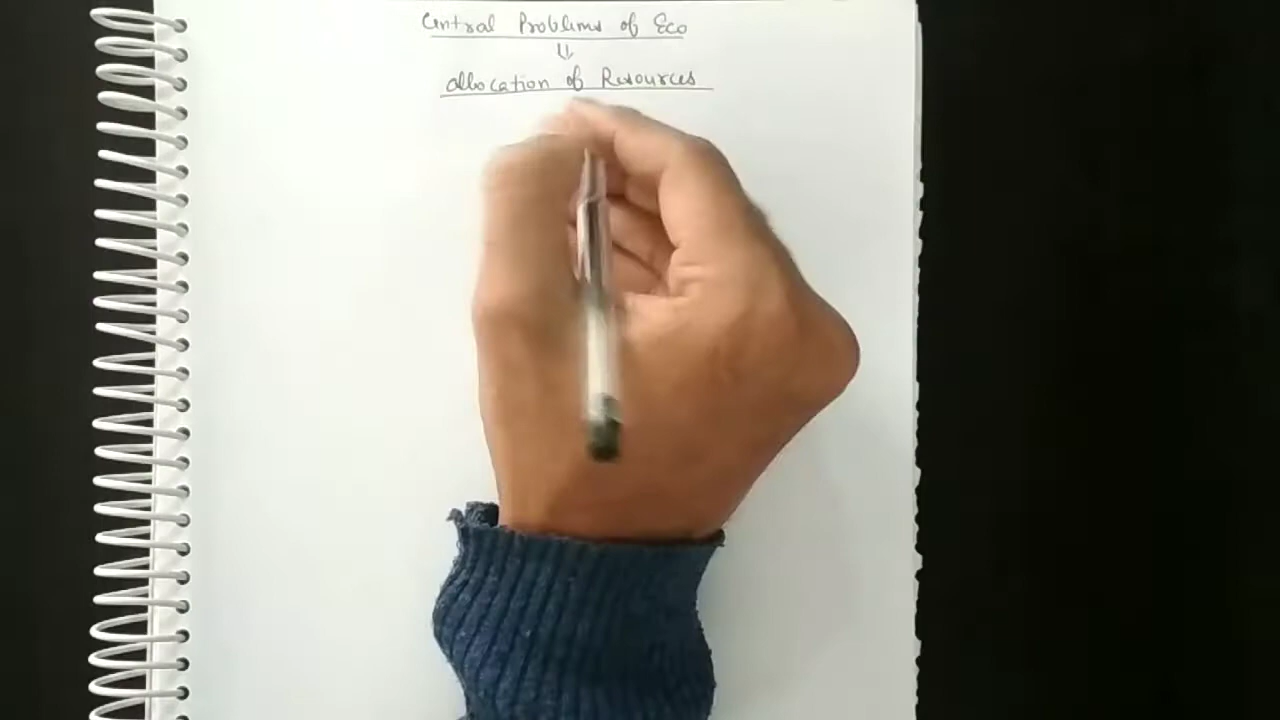 Central Problems of Eco
⇓
allocation of Resources